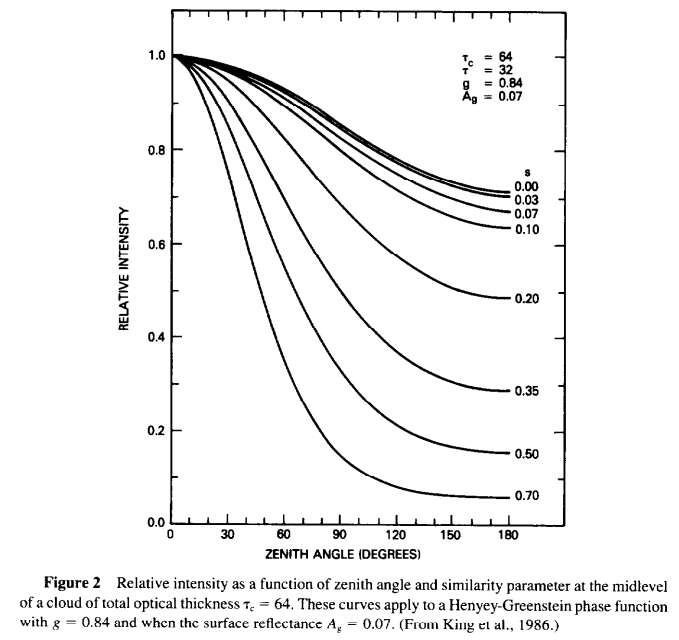 1.0
0.8
0.6
0.4
0.2
0.0
RELATIVE INTENSITY
τc = 64
τ = 32
g = 0.84
Ag = 0.07
s
0.00
0.03
0.07
0.10
0.20
0.35
0.50
0.70
0 30 60 90 120 150 180
ZENITH ANGLE (DEGREES)
Figure 2 Relative intensity as a function of zenith angle and similarity parameter at the midlevel
of a cloud of total optical thickness τc = 64. These curves apply to a Henyey-Greenstein phase function
with g = 0.84 and when the surface reflectance Ag = 0.07. (From King et al., 1986.)